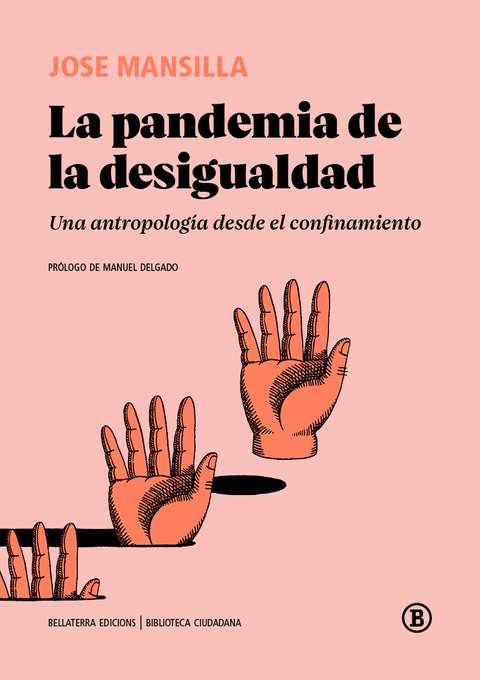 JOSE MANSILLA
La pandemia de
la desigualdad
Una antropología desde el confinamiento
PRÓLOGO DE MANUEL DELGADO
BELLATERRA EDICIONS | BIBLIOTECA CIUDADANA
B